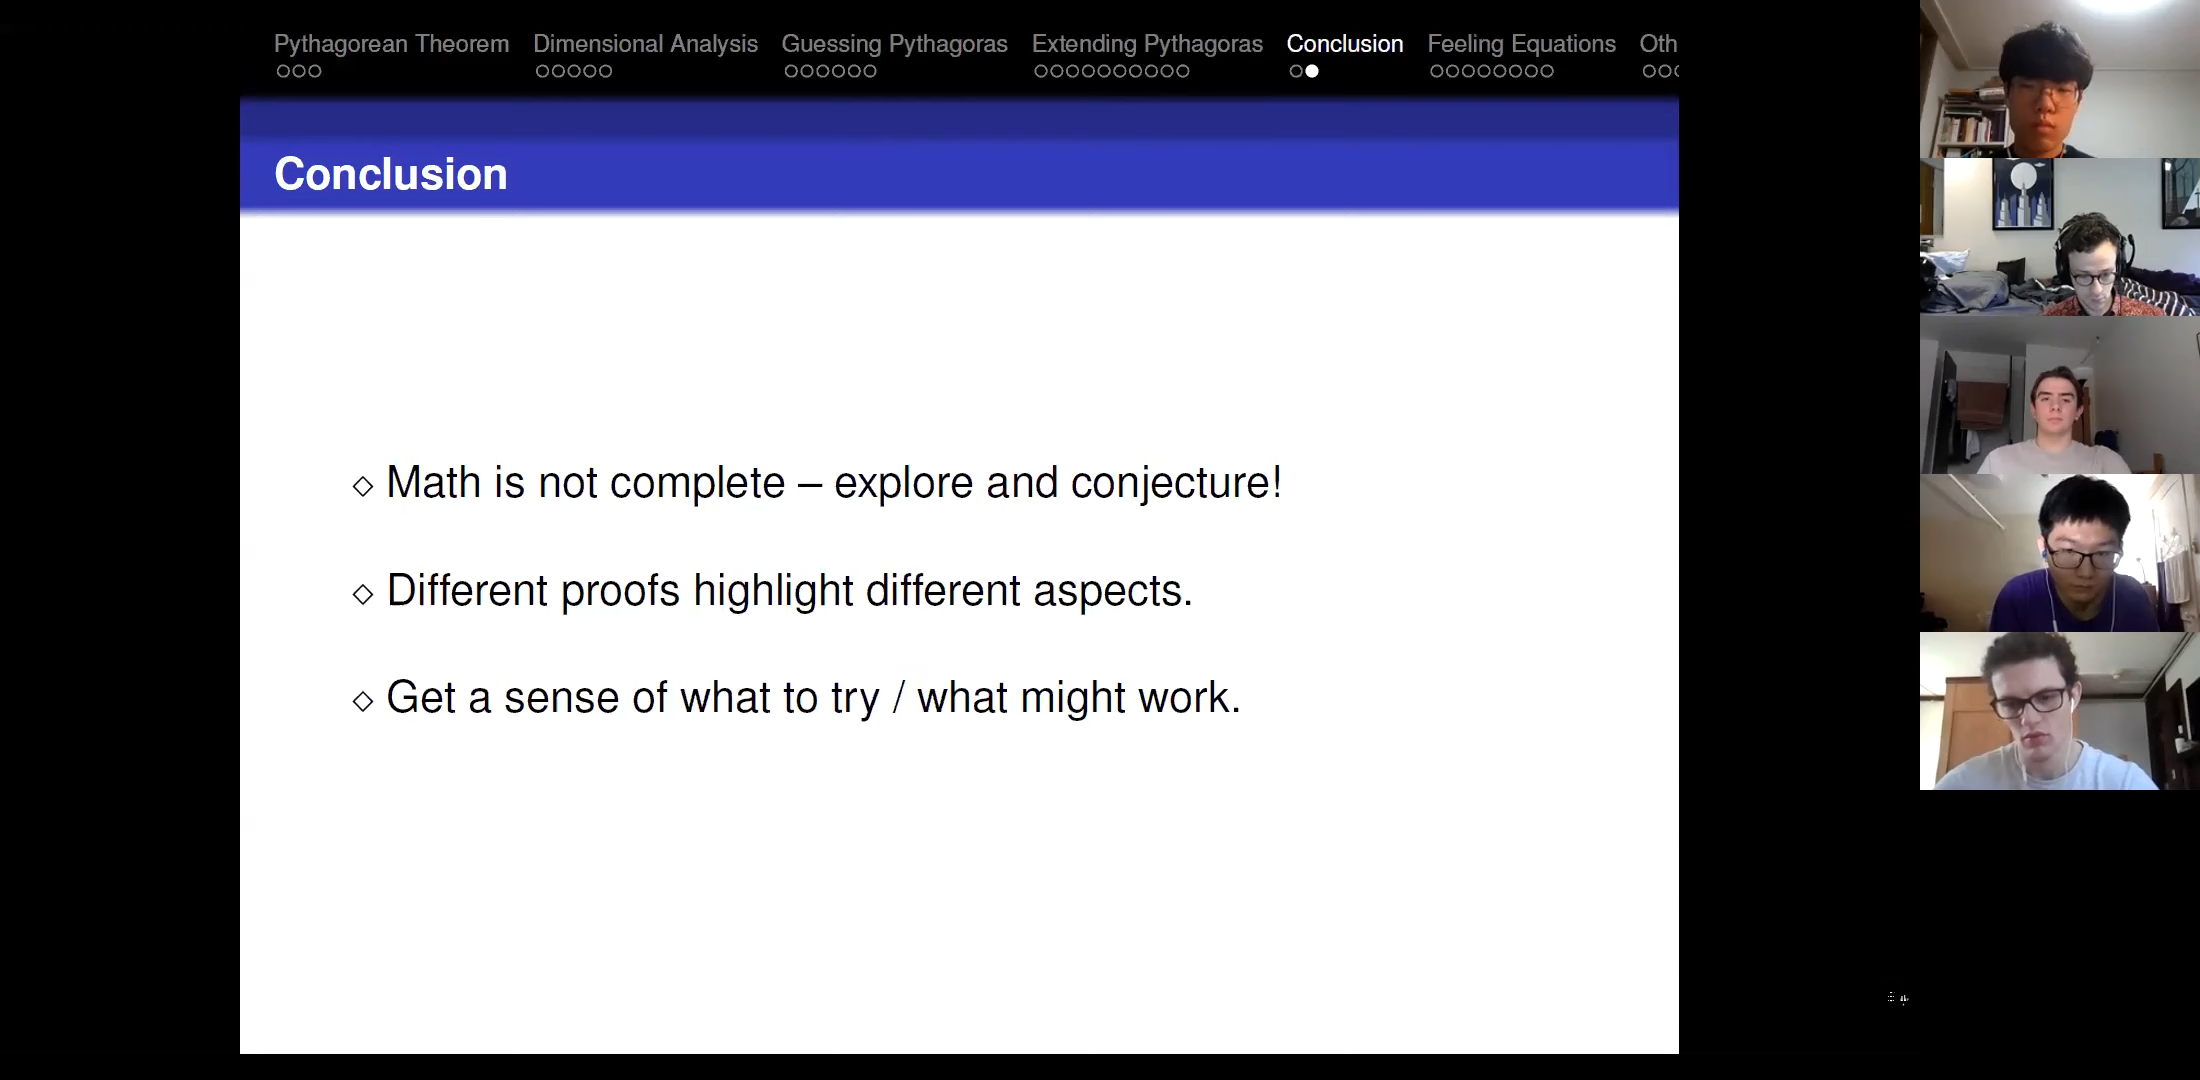 Pythagorean Theorem Dimensional Analysis Guessing Pythagoras Extending Pythagoras Conclusion Feeling Equations Oth
Conclusion
Math is not complete – explore and conjecture!
Different proofs highlight different aspects.
Get a sense of what to try / what might work.